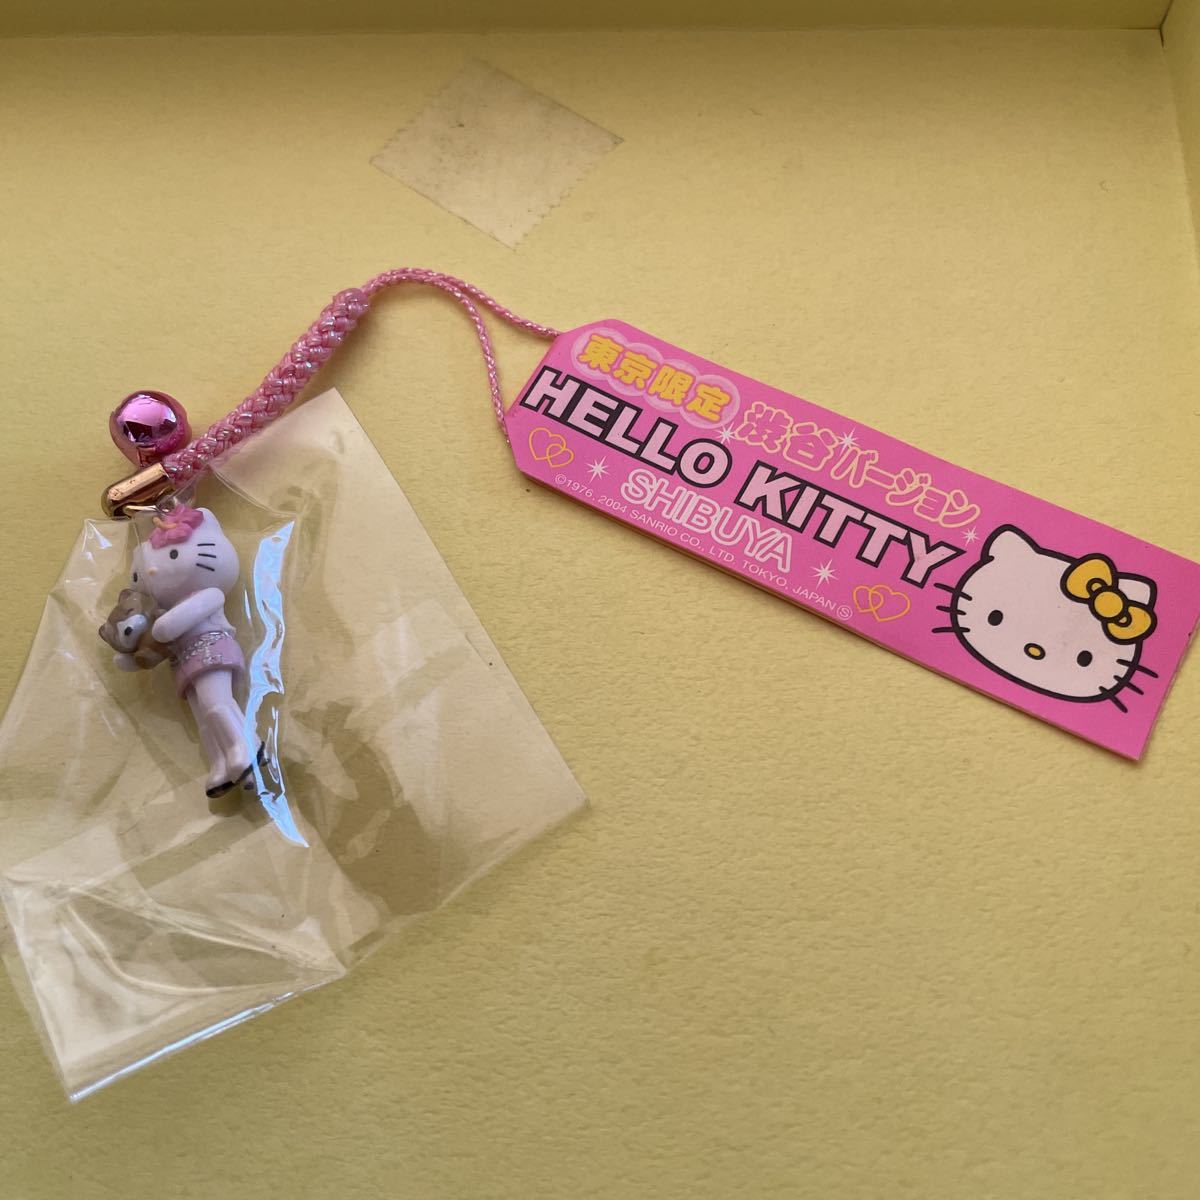 東京限定
渋谷バージョン
HELLO KITTY
SHIBUYA
©1976, 2004 SANRIO CO., LTD. TOKYO, JAPAN Ⓢ